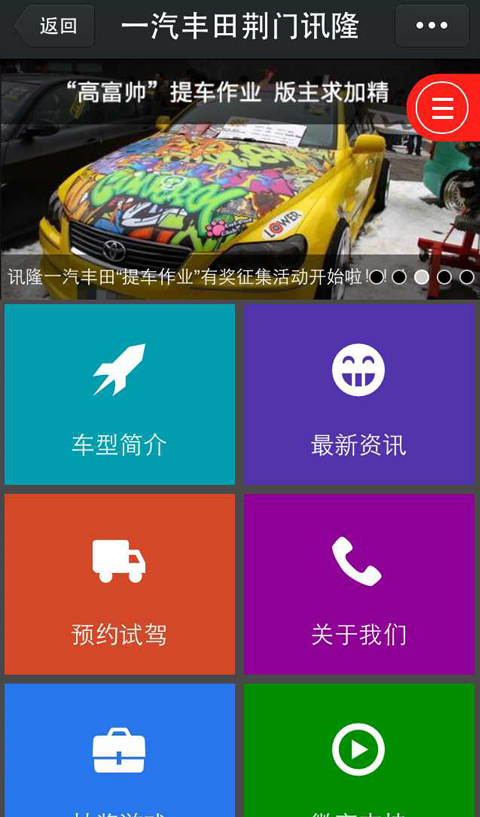 返回
一汽丰田荆门讯隆
“高富帅”提车作业 版主求加精
LOWER
讯隆一汽丰田“提车作业”有奖征集活动开始啦！
车型简介
最新资讯
预约试驾
关于我们